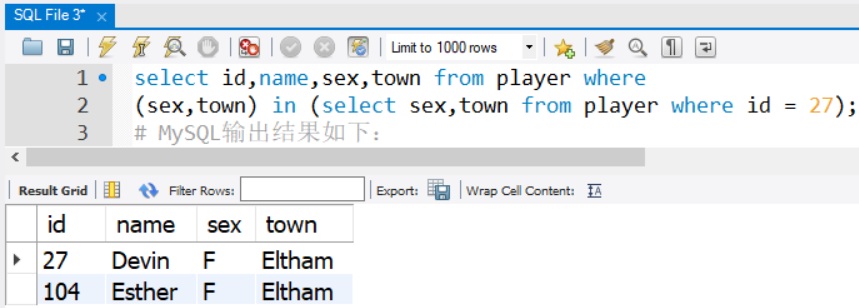 SQL File 3*
Limit to 1000 rows
1 select id,name,sex,town from player where
2 (sex,town) in (select sex,town from player where id = 27);
3 # MySQL输出结果如下：
Result Grid Filter Rows: Export: Wrap Cell Content:
id name sex town
27 Devin F Eltham
104 Esther F Eltham